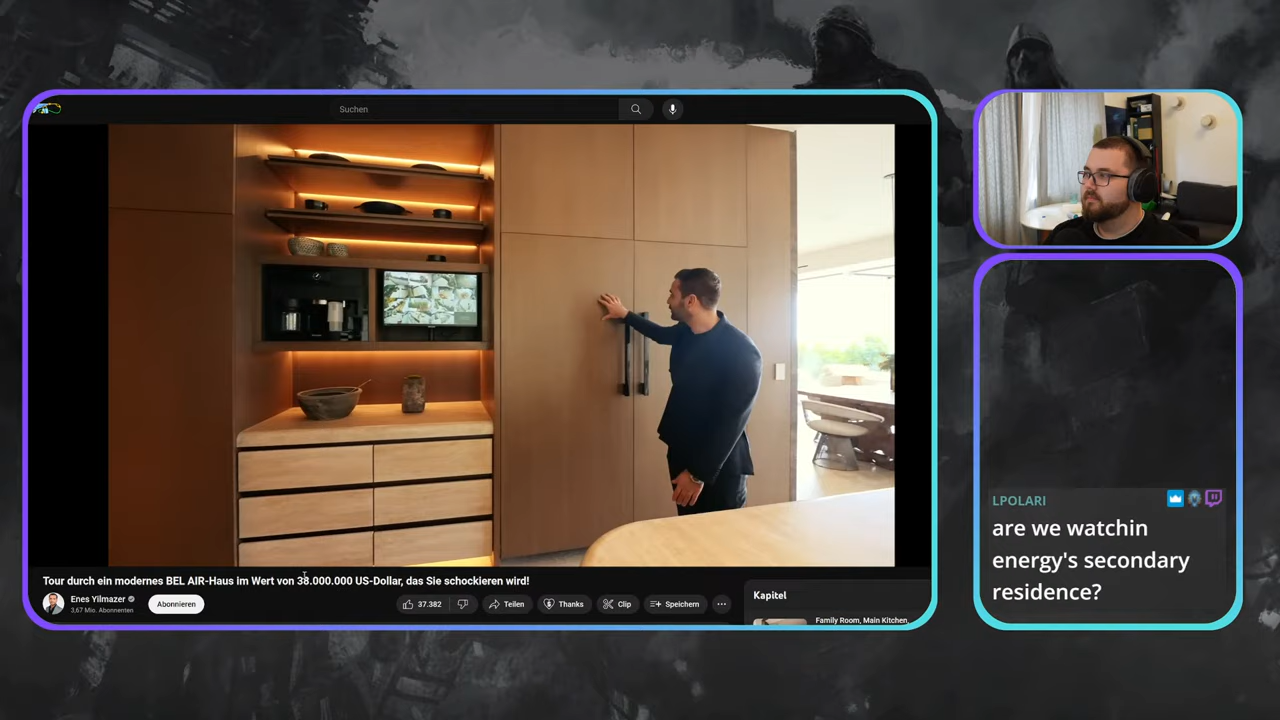 Suchen
Tour durch ein modernes BEL AIR-Haus im Wert von 38.000.000 US-Dollar, das Sie schockieren wird!
Enes Yilmazer
3,67 Mio. Abonnenten
Abonnieren
37.382
Teilen
Thanks
Clip
Speichern
Kapitel
Family Room, Main Kitchen,
LPOLARI
are we watchin
energy's secondary
residence?